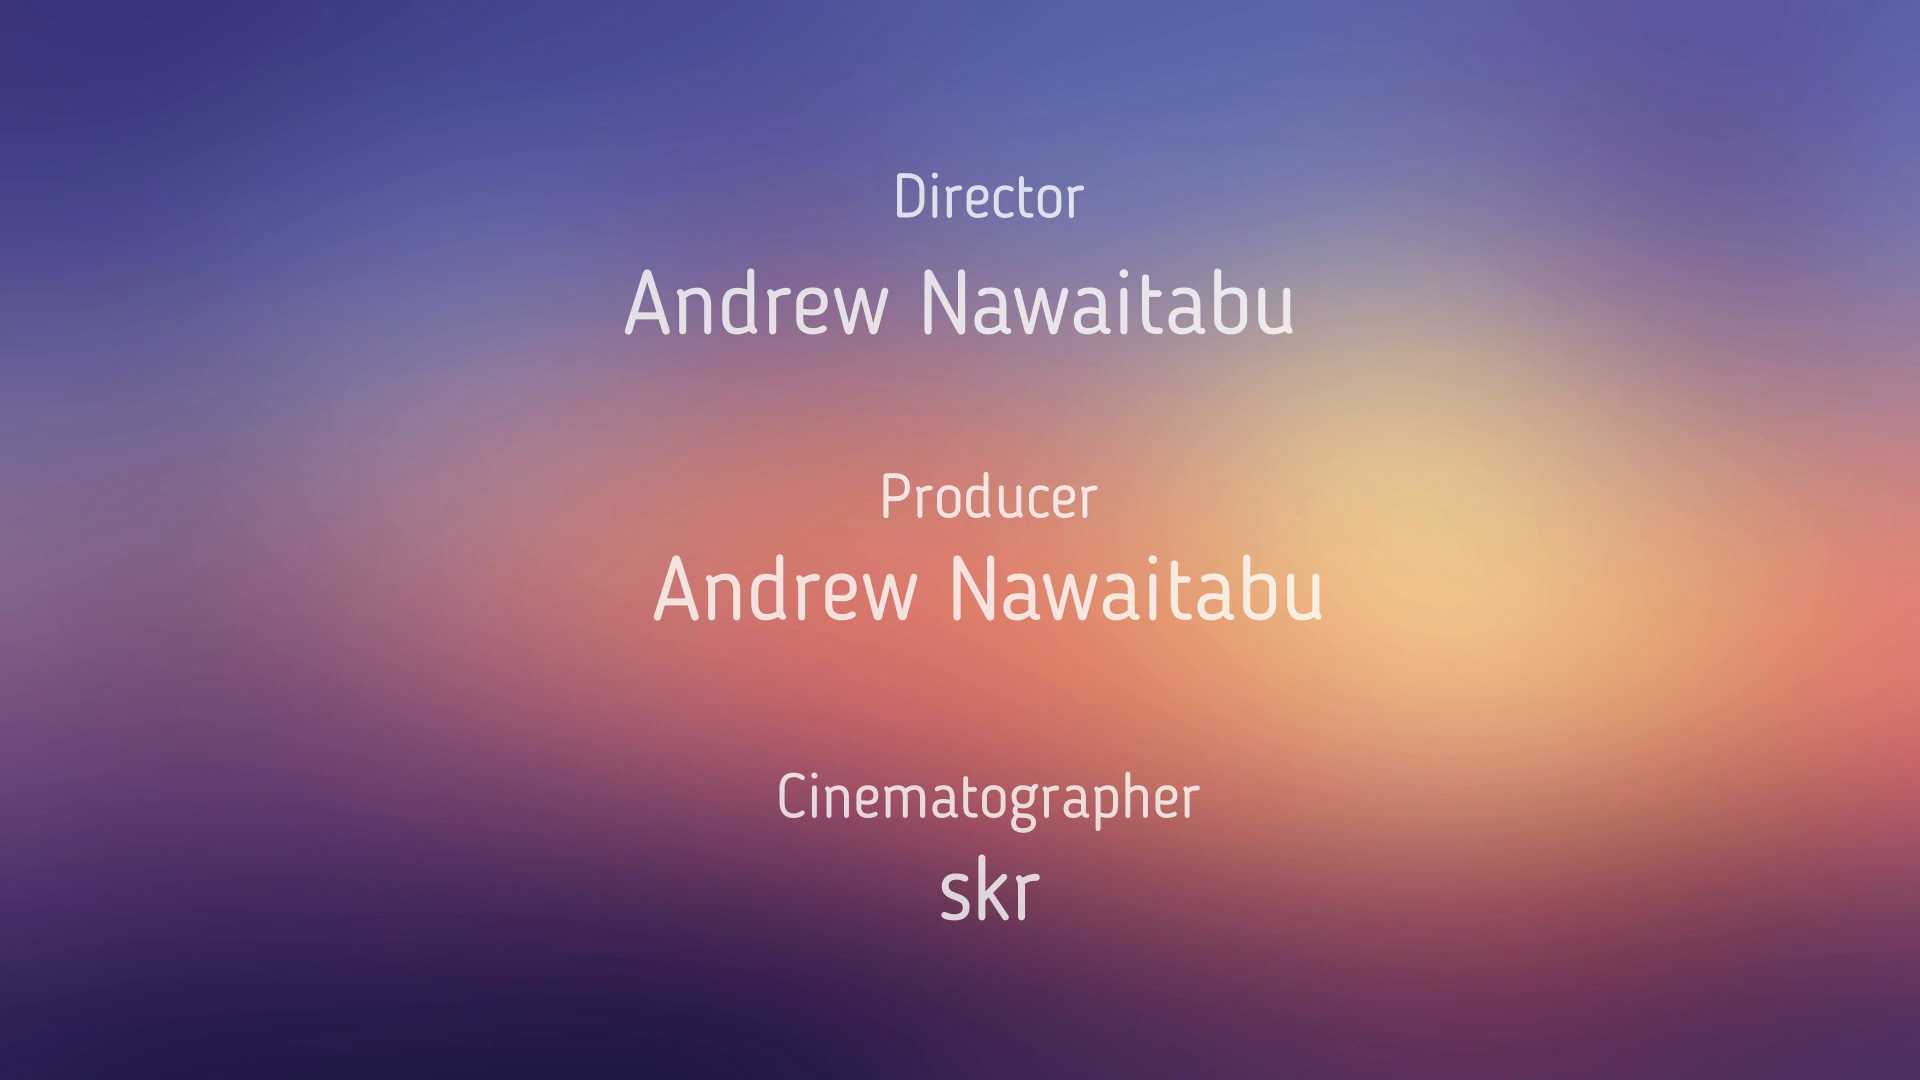 Director
Andrew Nawaitabu
Producer
Andrew Nawaitabu
Cinematographer
skr